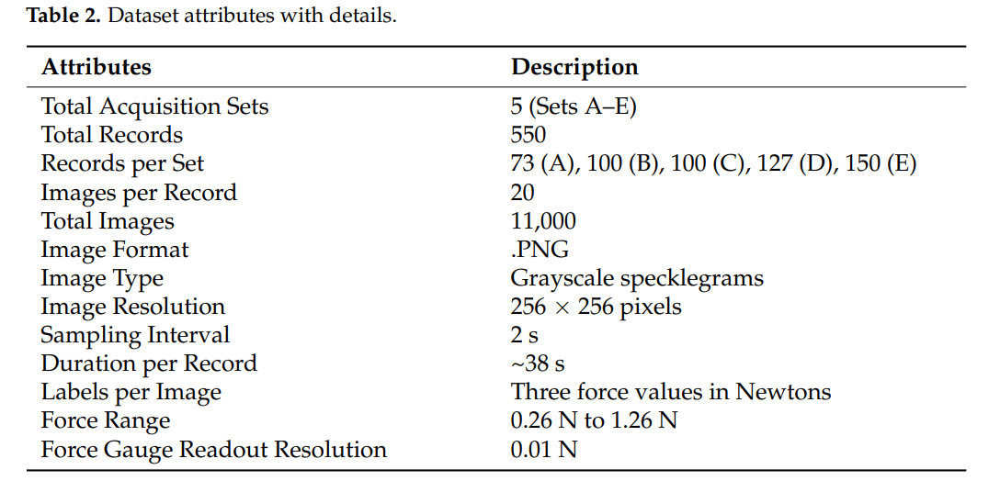 Table 2. Dataset attributes with details.
Attributes Description
Total Acquisition Sets 5 (Sets A–E)
Total Records 550
Records per Set 73 (A), 100 (B), 100 (C), 127 (D), 150 (E)
Images per Record 20
Total Images 11,000
Image Format .PNG
Image Type Grayscale specklegrams
Image Resolution 256 × 256 pixels
Sampling Interval 2 s
Duration per Record ~38 s
Labels per Image Three force values in Newtons
Force Range 0.26 N to 1.26 N
Force Gauge Readout Resolution 0.01 N